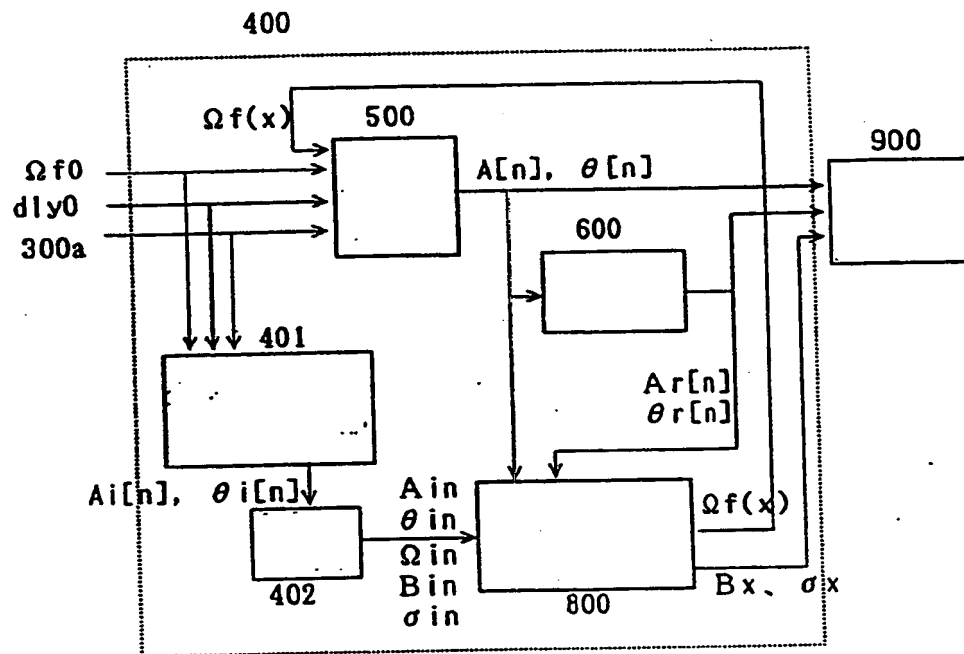 400
Ωf(x)
500
900
Ωf0
A[n], θ[n]
dly0
600
300a
401
Ar[n]
θr[n]
Ai[n], θi[n]
Ain
θin
Ωf(x)
Ωin
Bin
Bx、σx
402
800
σin